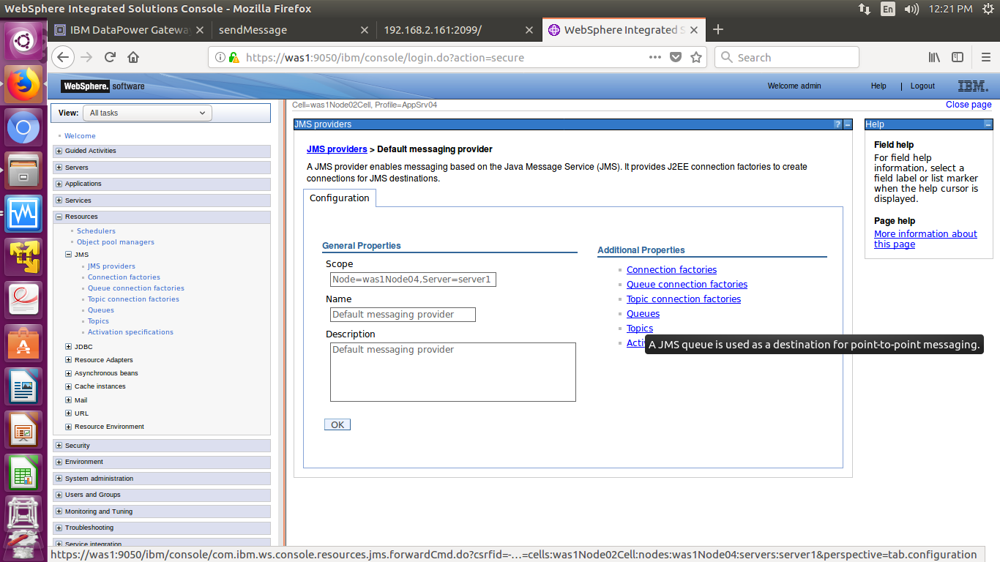 WebSphere Integrated Solutions Console - Mozilla Firefox
En
12:21 PM
IBM DataPower Gateway
sendMessage
192.168.2.161:2099/
WebSphere Integrated S
https://was1:9050/ibm/console/login.do?action=secure
Search
WebSphere. software
Welcome admin
Help
Logout
IBM.
View:
All tasks
Cell=was1Node02Cell, Profile=AppSrv04
Close page
Welcome
Guided Activities
Servers
Applications
Services
Resources
Schedulers
Object pool managers
JMS
JMS providers
Connection factories
Queue connection factories
Topic connection factories
Queues
Topics
Activation specifications
JDBC
Resource Adapters
Asynchronous beans
Cache instances
Mail
URL
Resource Environment
Security
Environment
System administration
Users and Groups
Monitoring and Tuning
Troubleshooting
Service integration
JMS providers
?
JMS providers > Default messaging provider
A JMS provider enables messaging based on the Java Message Service (JMS). It provides J2EE connection factories to create
connections for JMS destinations.
Configuration
General Properties
Scope
Node=was1Node04,Server=server1
Name
Default messaging provider
Description
Default messaging provider
OK
Additional Properties
Connection factories
Queue connection factories
Topic connection factories
Queues
Topics
Acti
A JMS queue is used as a destination for point-to-point messaging.
Help
Field help
For field help
information, select a
field label or list marker
when the help cursor is
displayed.
Page help
More information about
this page
https://was1:9050/ibm/console/com.ibm.ws.console.resources.jms.forwardCmd.do?csrfid=-…=cells:was1Node02Cell:nodes:was1Node04:servers:server1&perspective=tab.configuration